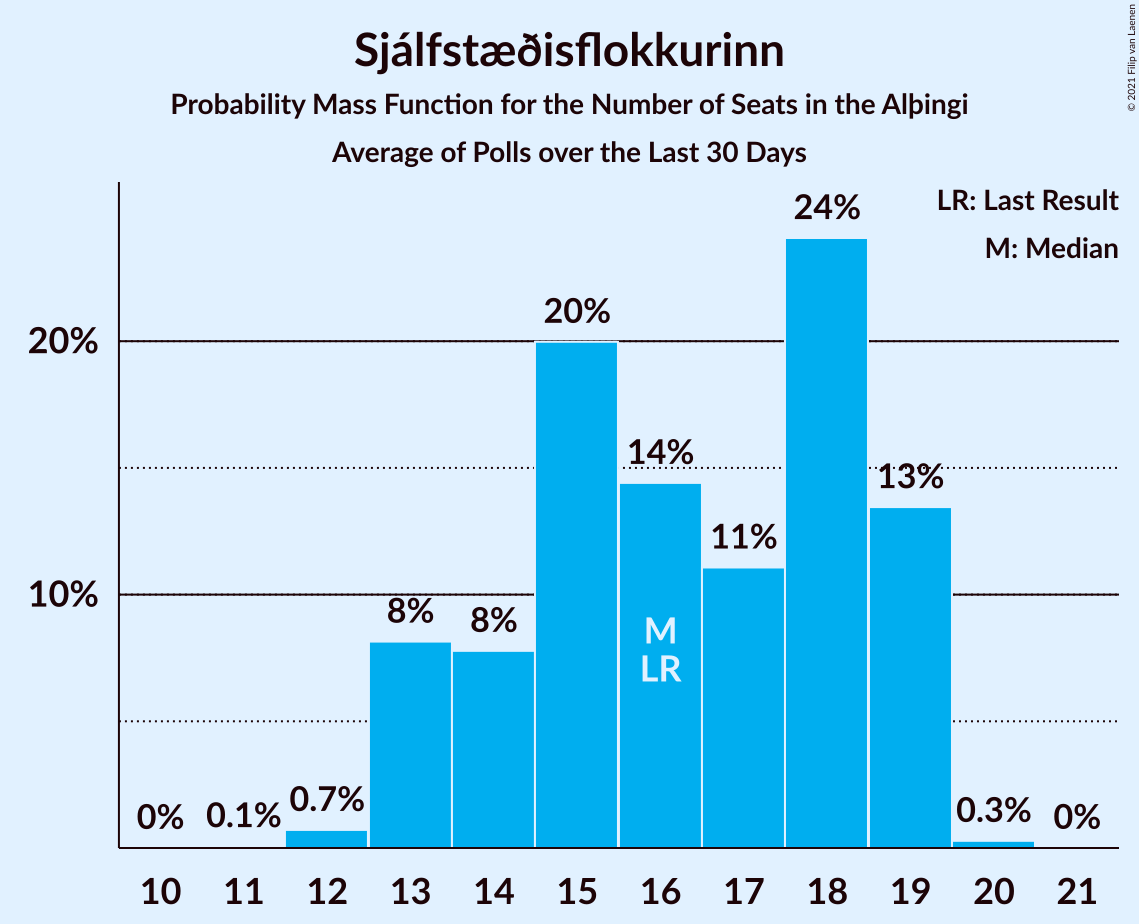 Sjálfstæðisflokkurinn
Probability Mass Function for the Number of Seats in the Alþingi
Average of Polls over the Last 30 Days
© 2021 Filip van Laenen
LR: Last Result
M: Median
20%
10%
0%
0.1%
0.7%
8%
8%
20%
14%
11%
24%
13%
0.3%
0%
M
LR
10 11 12 13 14 15 16 17 18 19 20 21